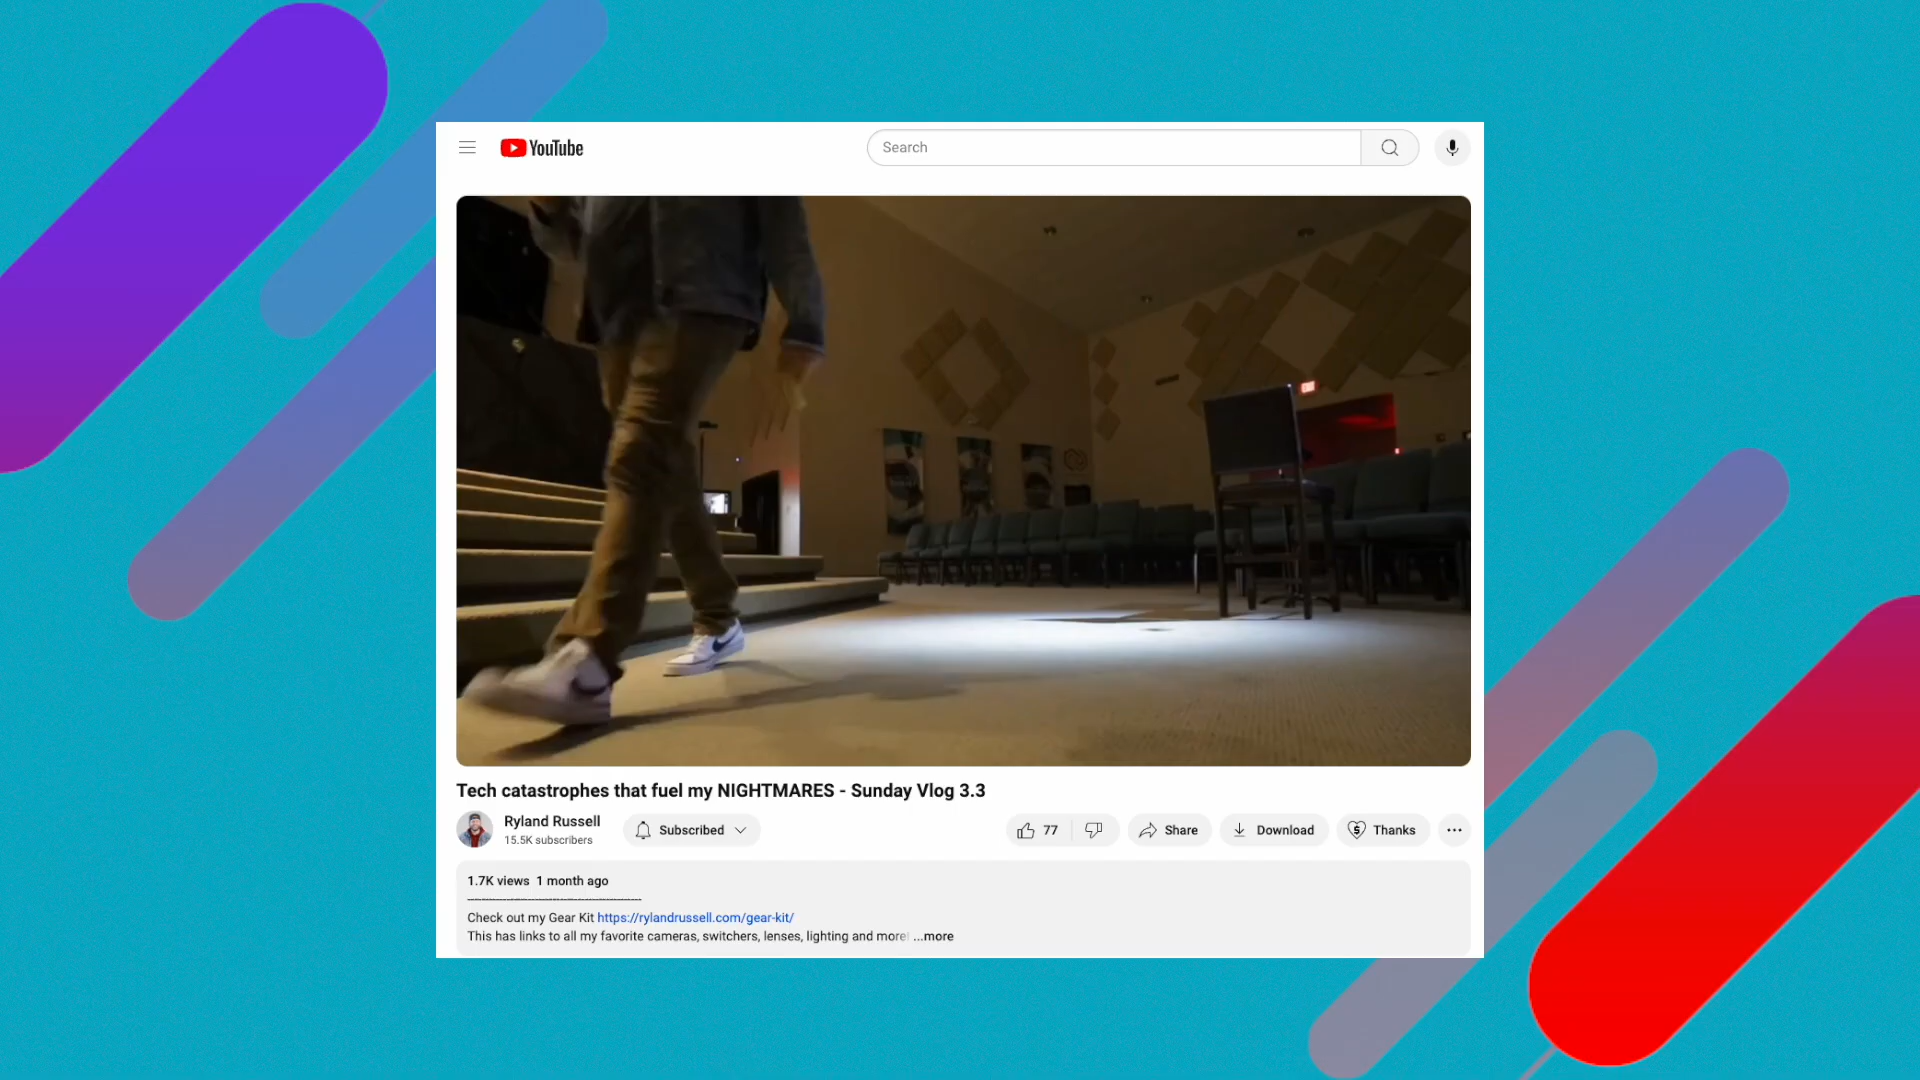 YouTube
Search
EXIT
Tech catastrophes that fuel my NIGHTMARES - Sunday Vlog 3.3
Ryland Russell
15.5K subscribers
Subscribed
77
Share
Download
Thanks
1.7K views 1 month ago
Check out my Gear Kit https://rylandrussell.com/gear-kit/
This has links to all my favorite cameras, switchers, lenses, lighting and more! ...more